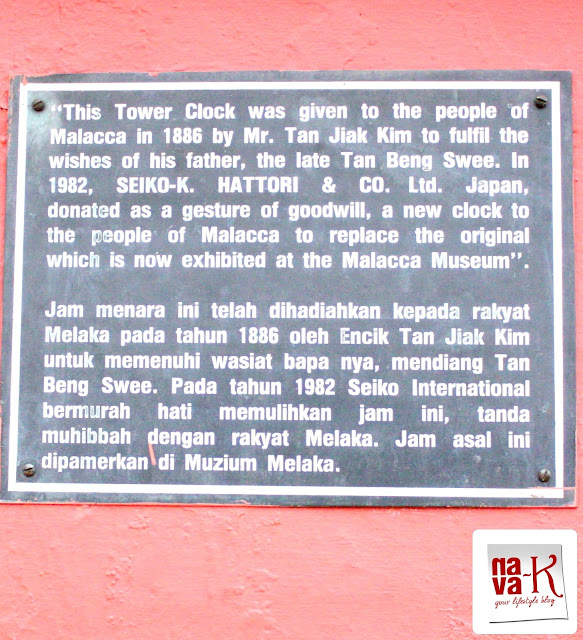 "This Tower Clock was given to the people of
Malacca in 1886 by Mr. Tan Jiak Kim to fulfil the
wishes of his father, the late Tan Beng Swee. In
1982, SEIKO-K. HATTORI & CO. Ltd. Japan,
donated as a gesture of goodwill, a new clock to
the people of Malacca to replace the original
which is now exhibited at the Malacca Museum".
Jam menara ini telah dihadiahkan kepada rakyat
Melaka pada tahun 1886 oleh Encik Tan Jiak Kim
untuk memenuhi wasiat bapa nya, mendiang Tan
Beng Swee. Pada tahun 1982 Seiko International
bermurah hati memulihkan jam ini, tanda
muhibbah dengan rakyat Melaka. Jam asal ini
dipamerkan di Muzium Melaka.
na
va-K
your lifestyle blog